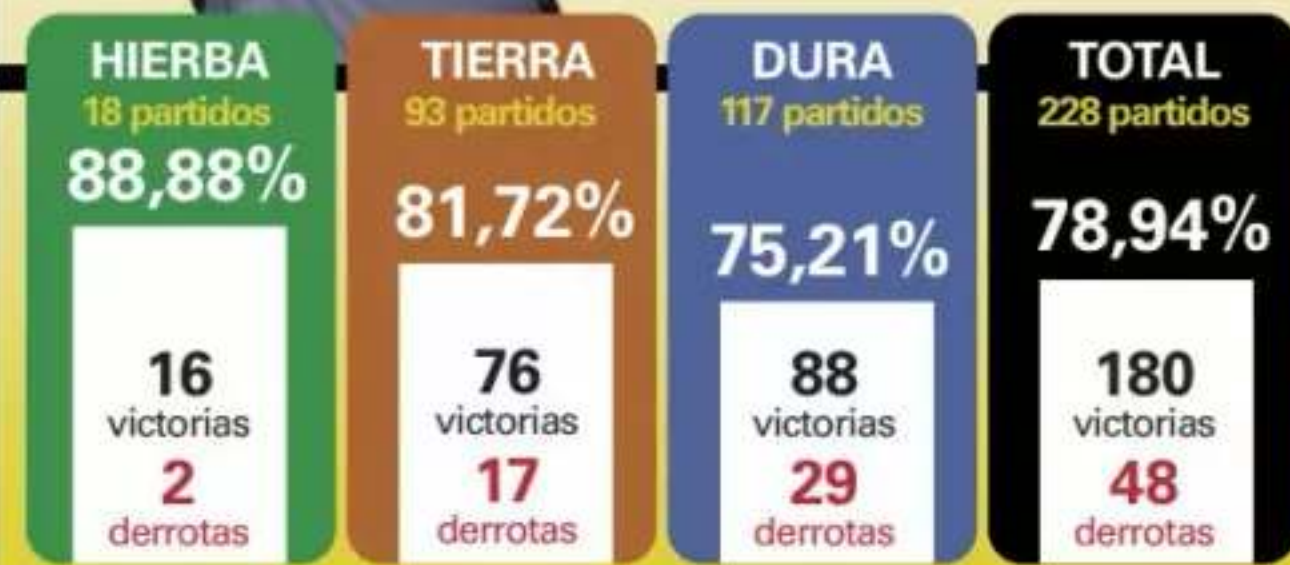 HIERBA
18 partidos
88,88%
16
victorias
2
derrotas
TIERRA
93 partidos
81,72%
76
victorias
17
derrotas
DURA
117 partidos
75,21%
88
victorias
29
derrotas
TOTAL
228 partidos
78,94%
180
victorias
48
derrotas